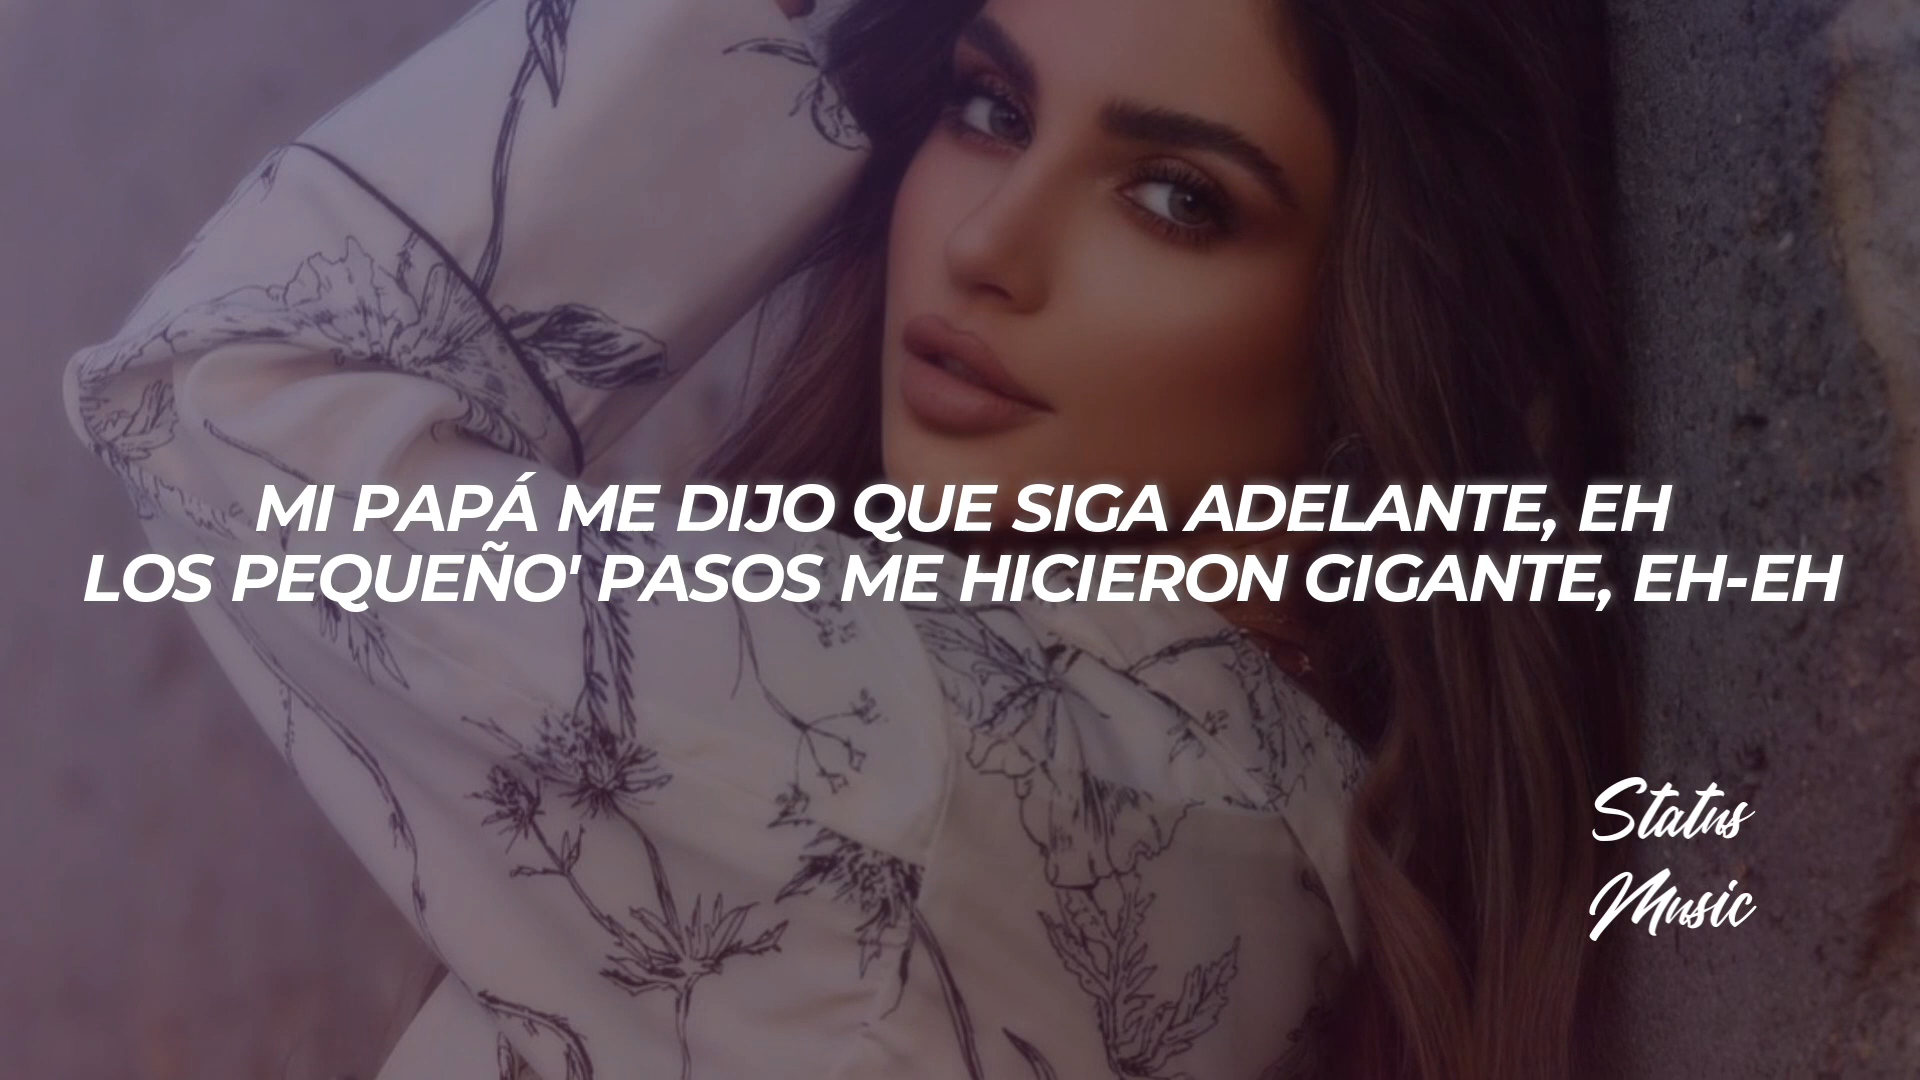 MI PAPÁ ME DIJO QUE SIGA ADELANTE, EH
LOS PEQUEÑO' PASOS ME HICIERON GIGANTE, EH-EH
Status
Music